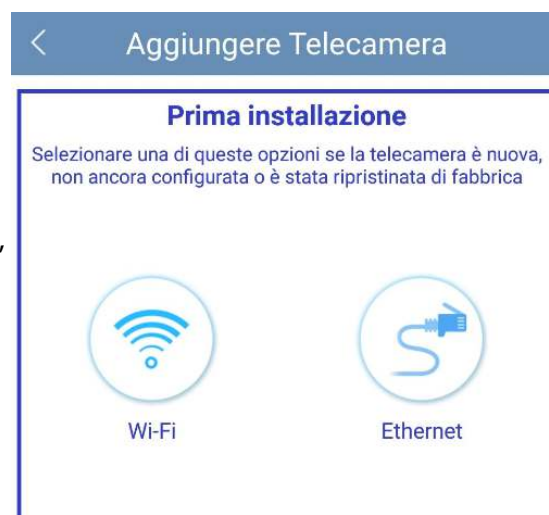 Aggiungere Telecamera
Prima installazione
Selezionare una di queste opzioni se la telecamera è nuova,
non ancora configurata o è stata ripristinata di fabbrica
,
Wi-Fi
Ethernet